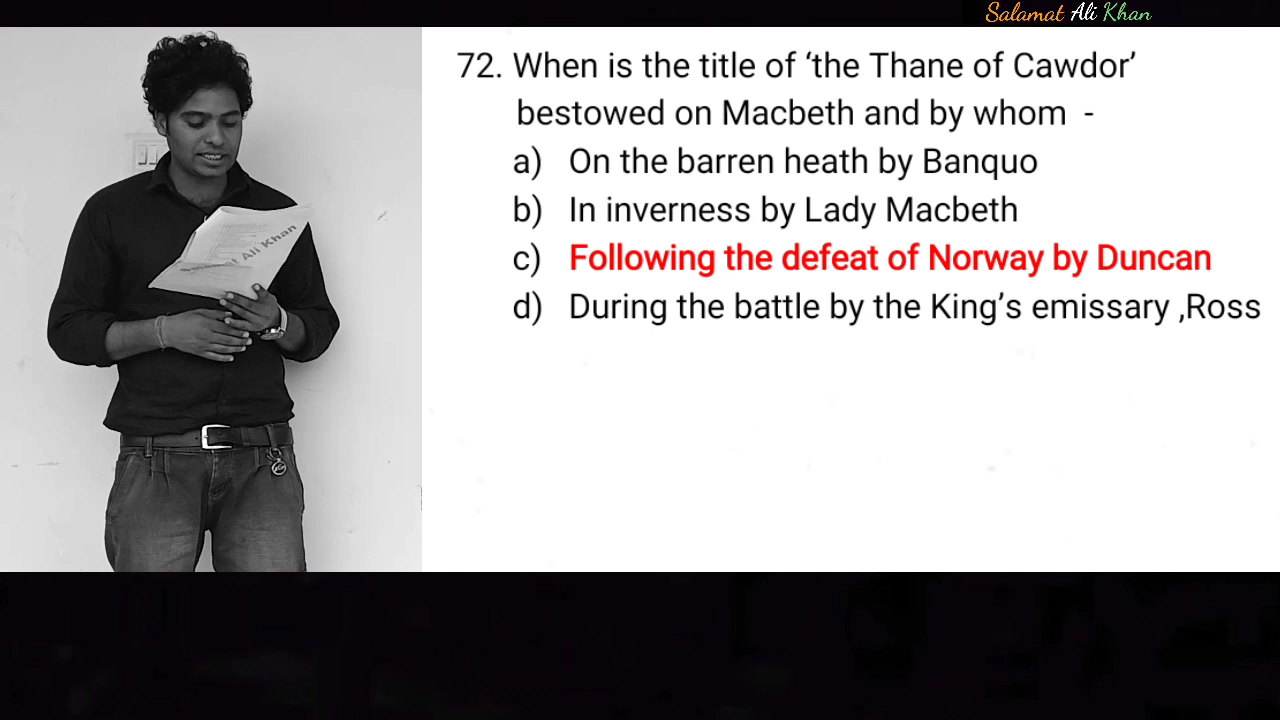 Salamat Ali Khan
72. When is the title of ‘the Thane of Cawdor’
bestowed on Macbeth and by whom -
a) On the barren heath by Banquo
b) In inverness by Lady Macbeth
c) Following the defeat of Norway by Duncan
d) During the battle by the King’s emissary ,Ross
Ali Khan